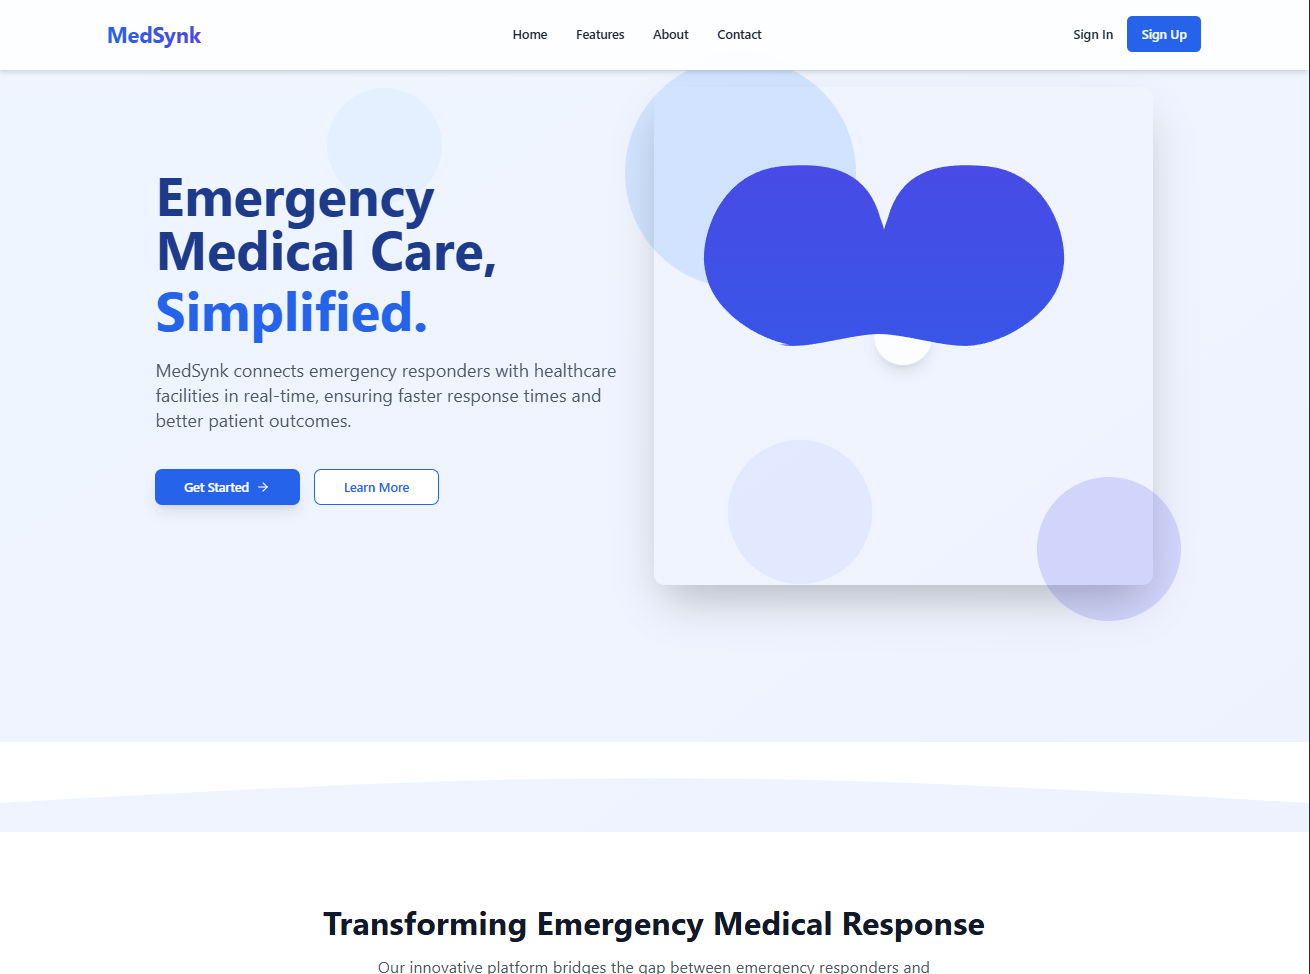 MedSynk
Home
Features
About
Contact
Sign In
Sign Up
Emergency
Medical Care,
Simplified.
MedSynk connects emergency responders with healthcare
facilities in real-time, ensuring faster response times and
better patient outcomes.
Get Started →
Learn More
Transforming Emergency Medical Response
Our innovative platform bridges the gap between emergency responders and